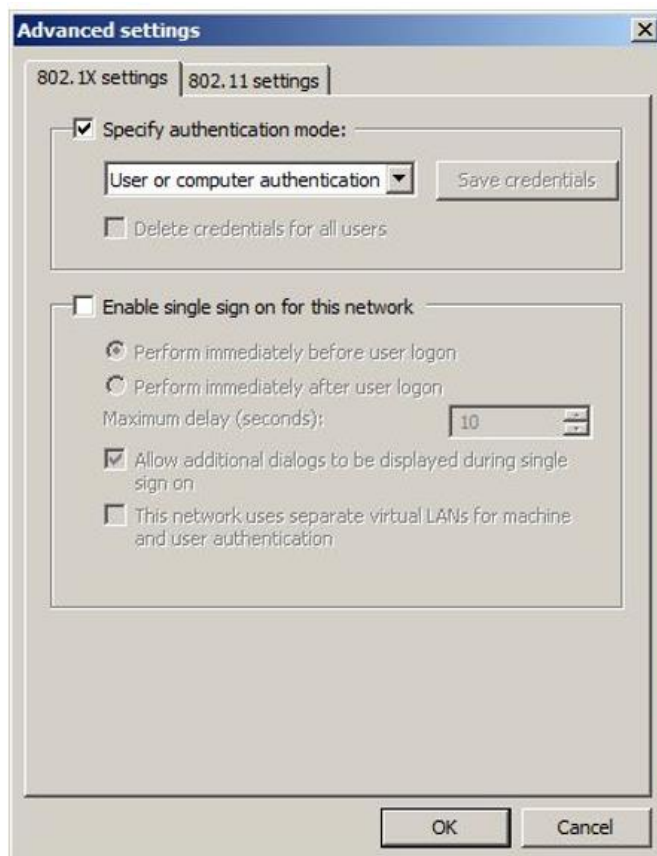 Advanced settings
802.1X settings
802.11 settings
Specify authentication mode:
User or computer authentication
Save credentials
Delete credentials for all users
Enable single sign on for this network
Perform immediately before user logon
Perform immediately after user logon
Maximum delay (seconds):
10
Allow additional dialogs to be displayed during single
sign on
This network uses separate virtual LANs for machine
and user authentication
OK
Cancel